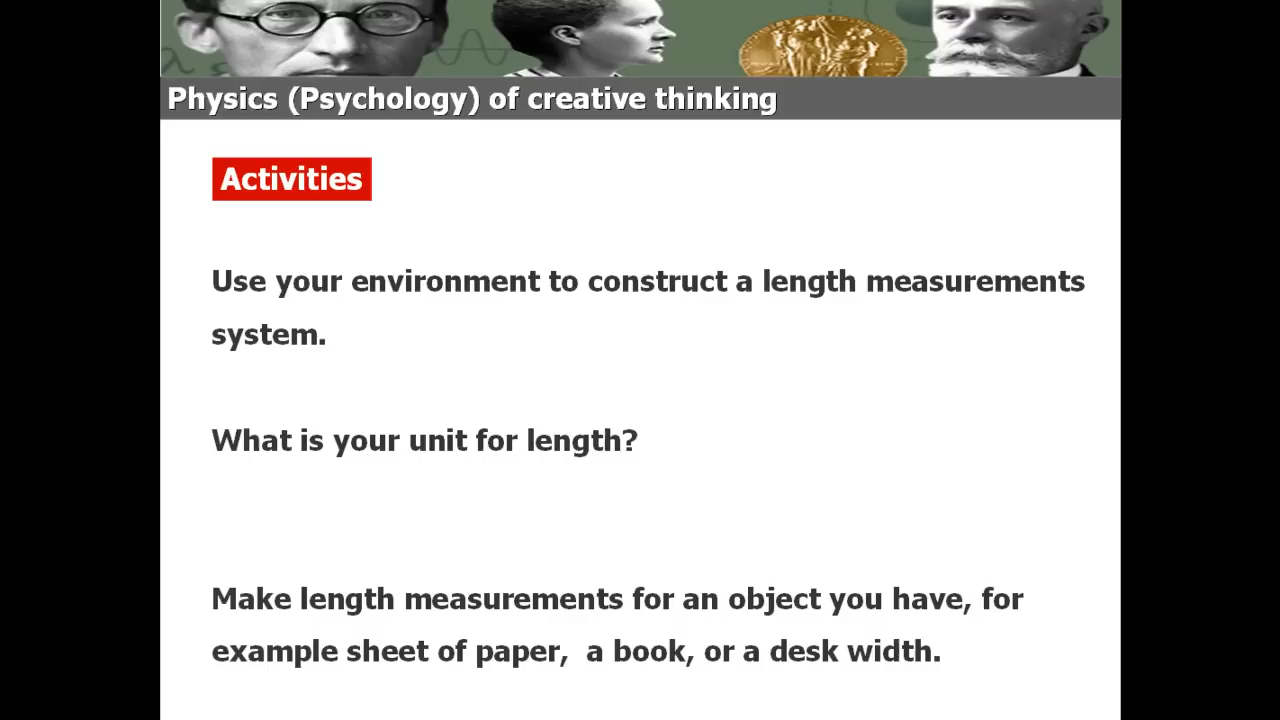 Physics (Psychology) of creative thinking
Activities
Use your environment to construct a length measurements
system.
What is your unit for length?
Make length measurements for an object you have, for
example sheet of paper,  a book, or a desk width.